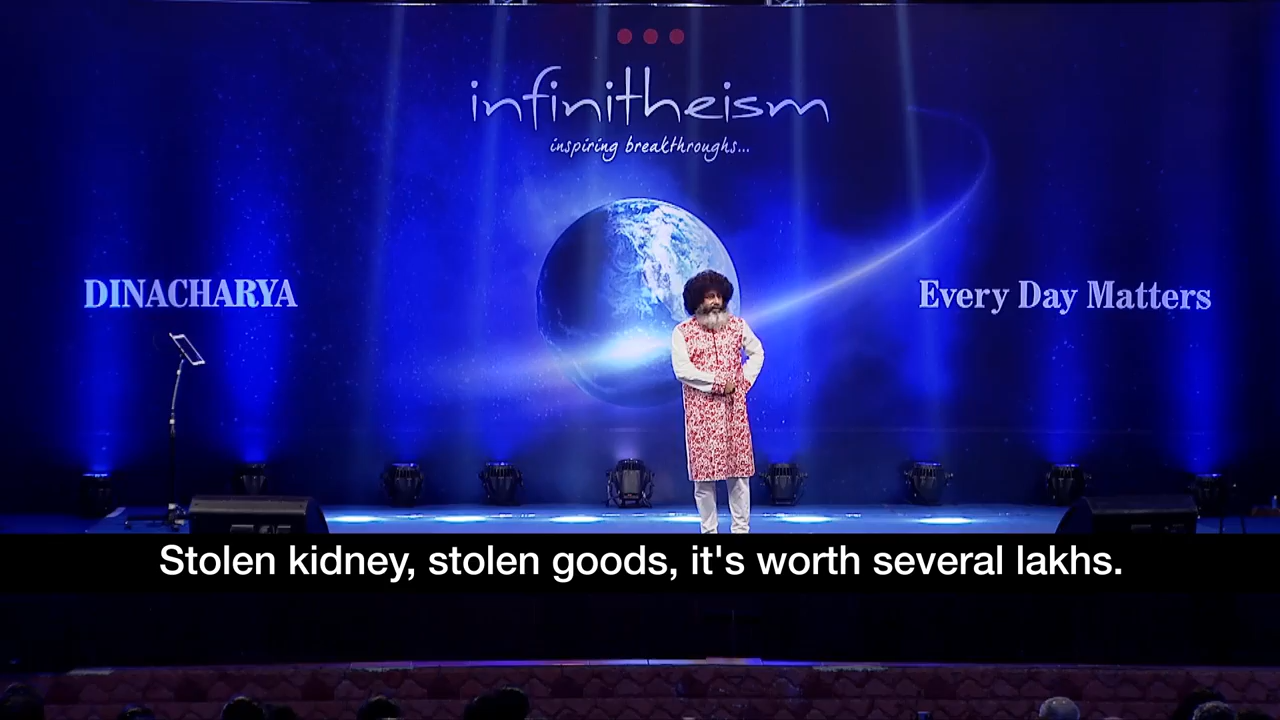 infinitheism
inspiring breakthroughs...
DINACHARYA
Every Day Matters
Stolen kidney, stolen goods, it's worth several lakhs.